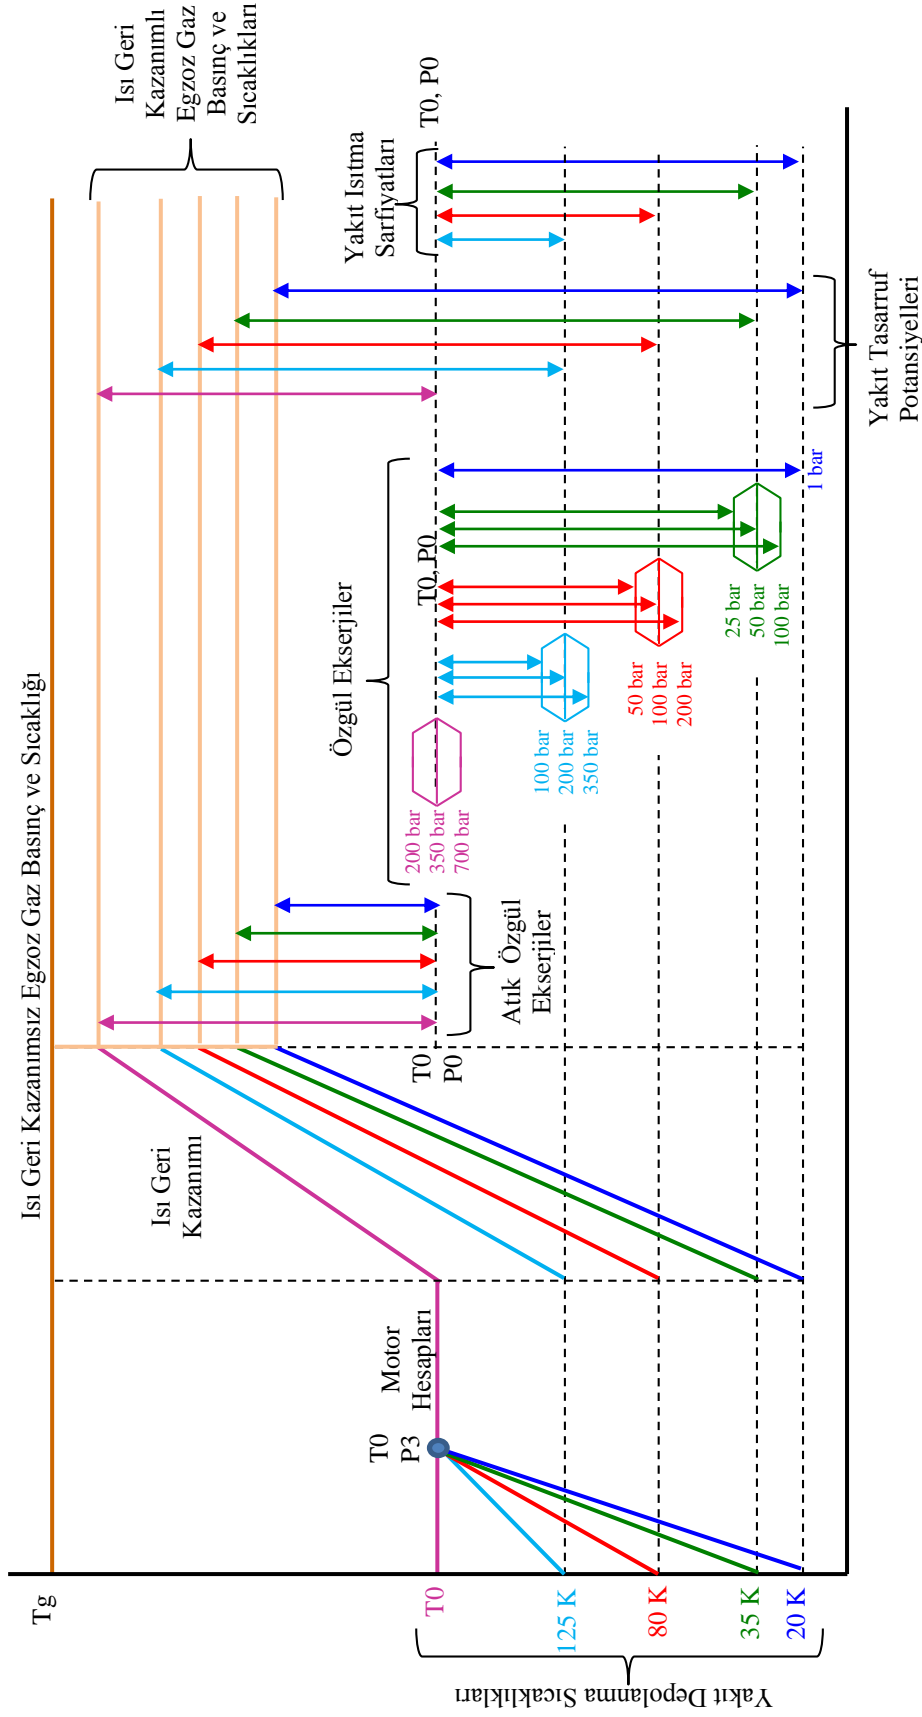 Isı Geri Kazanımsız Egzoz Gaz Basınç ve Sıcaklığı
Tg
Isı Geri
Kazanımlı
Egzoz Gaz
Basınç ve
Sıcaklıkları
Isı Geri
Kazanımı
Özgül Ekserjiler
Yakıt Isıtma
Sarfiyatları
T0, P0
T0
P3
Motor
Hesapları
T0
P0
T0, P0
Atık Özgül
Ekserjiler
200 bar
350 bar
700 bar
100 bar
200 bar
350 bar
50 bar
100 bar
200 bar
25 bar
50 bar
100 bar
1 bar
T0
125 K
80 K
35 K
20 K
Yakıt Depolanma Sıcaklıkları
Yakıt Tasarruf
Potansiyelleri